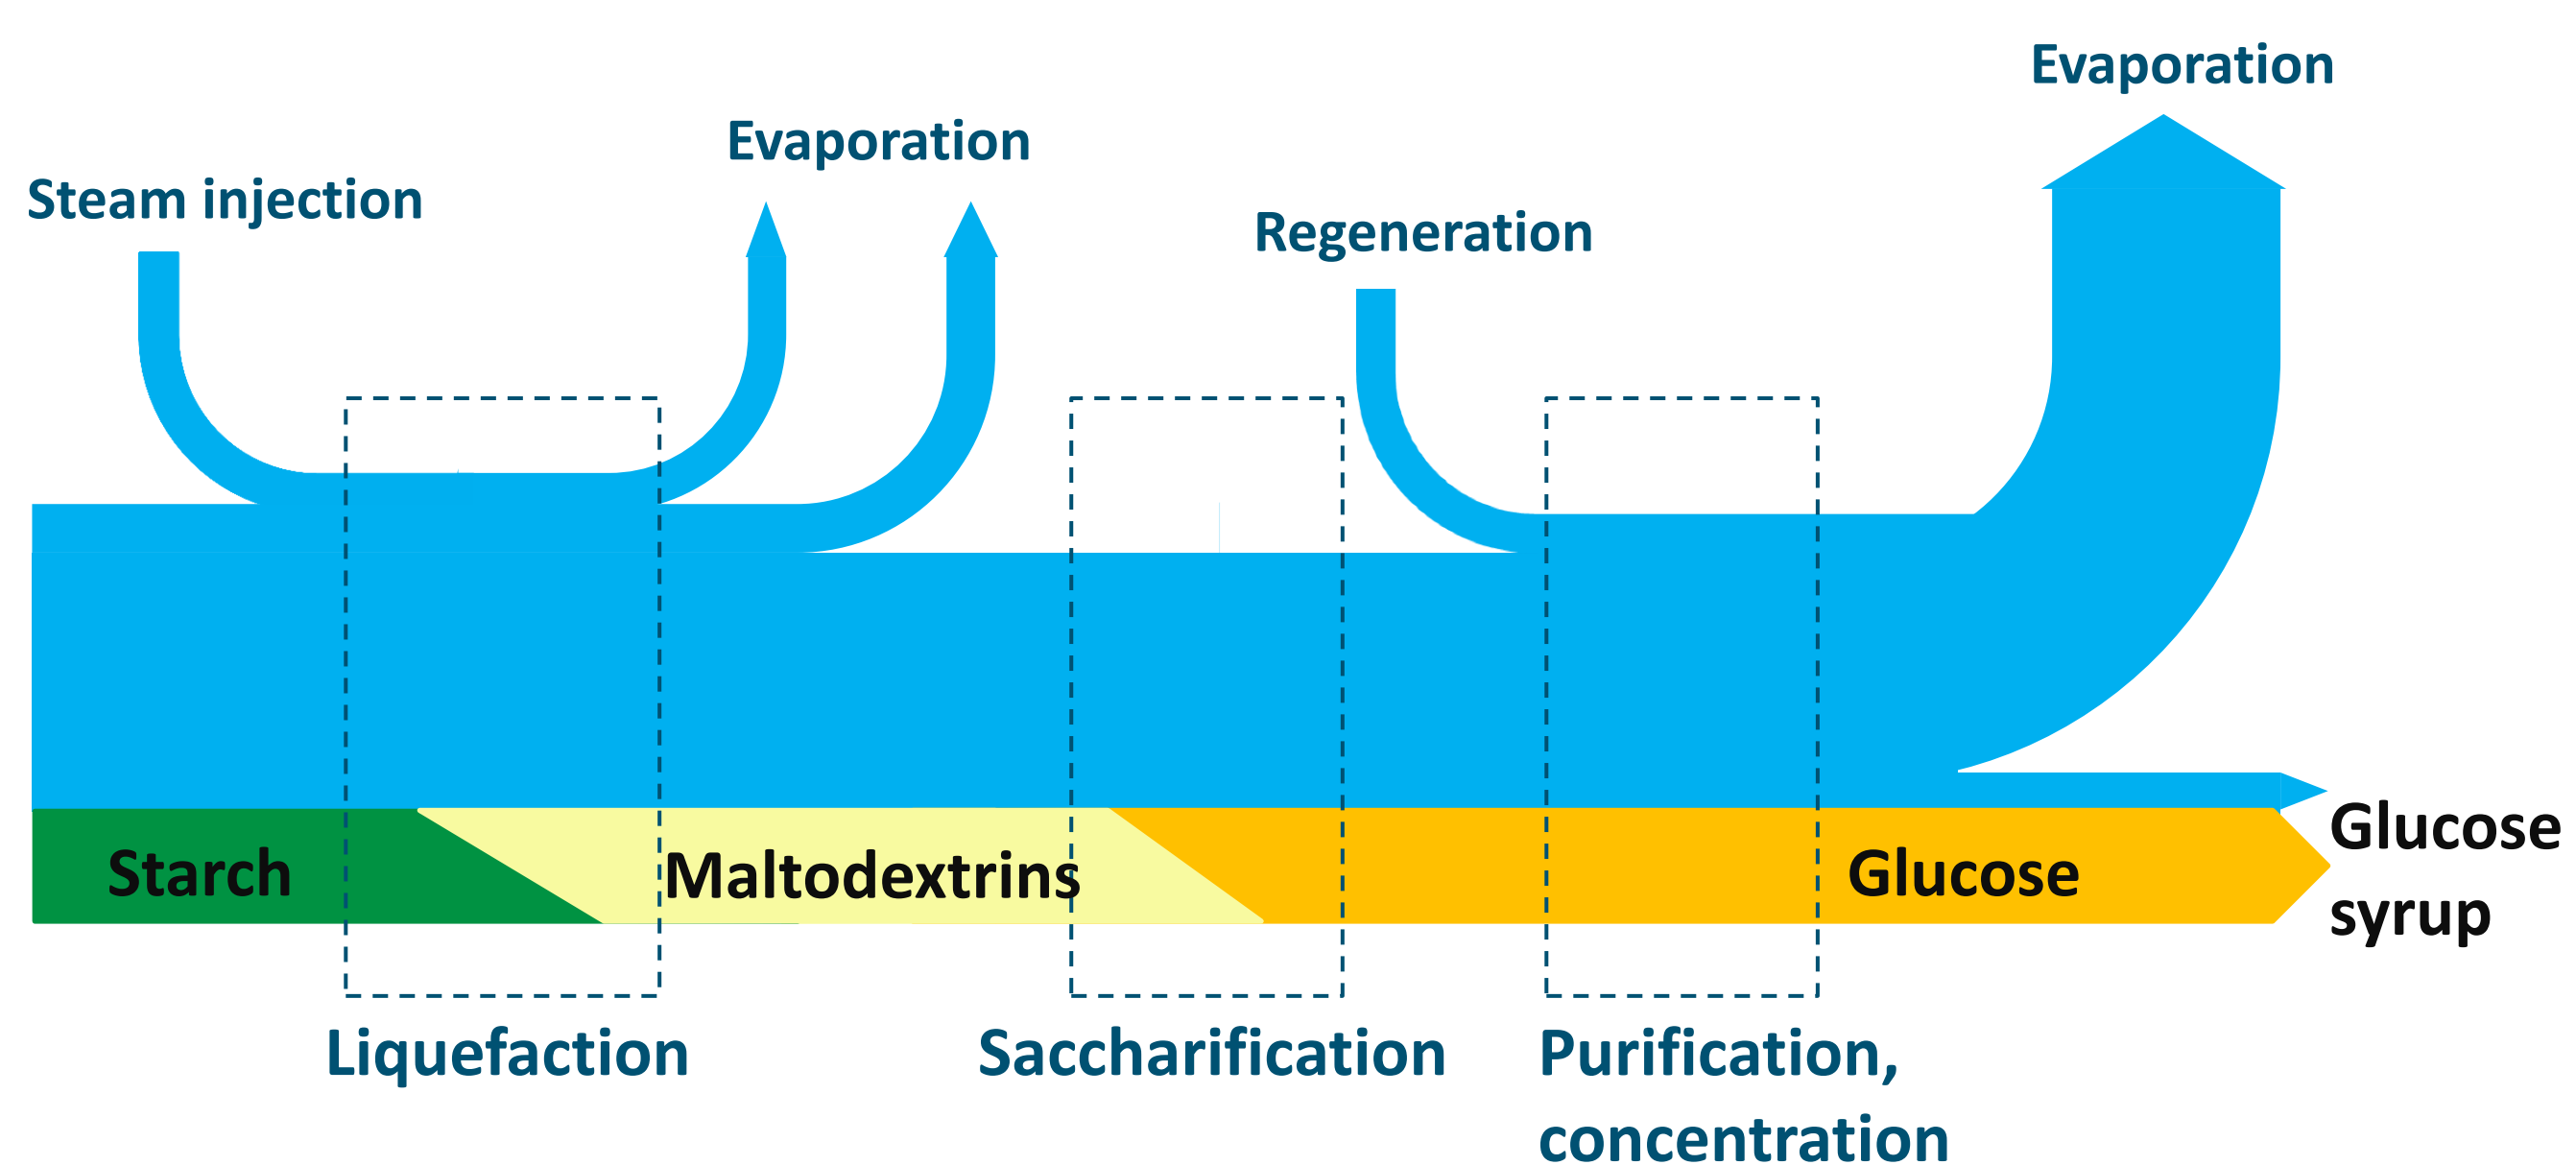 Evaporation
Evaporation
Steam injection
Regeneration
Starch
Maltodextrins
Glucose
Glucose
syrup
Liquefaction
Saccharification
Purification,
concentration